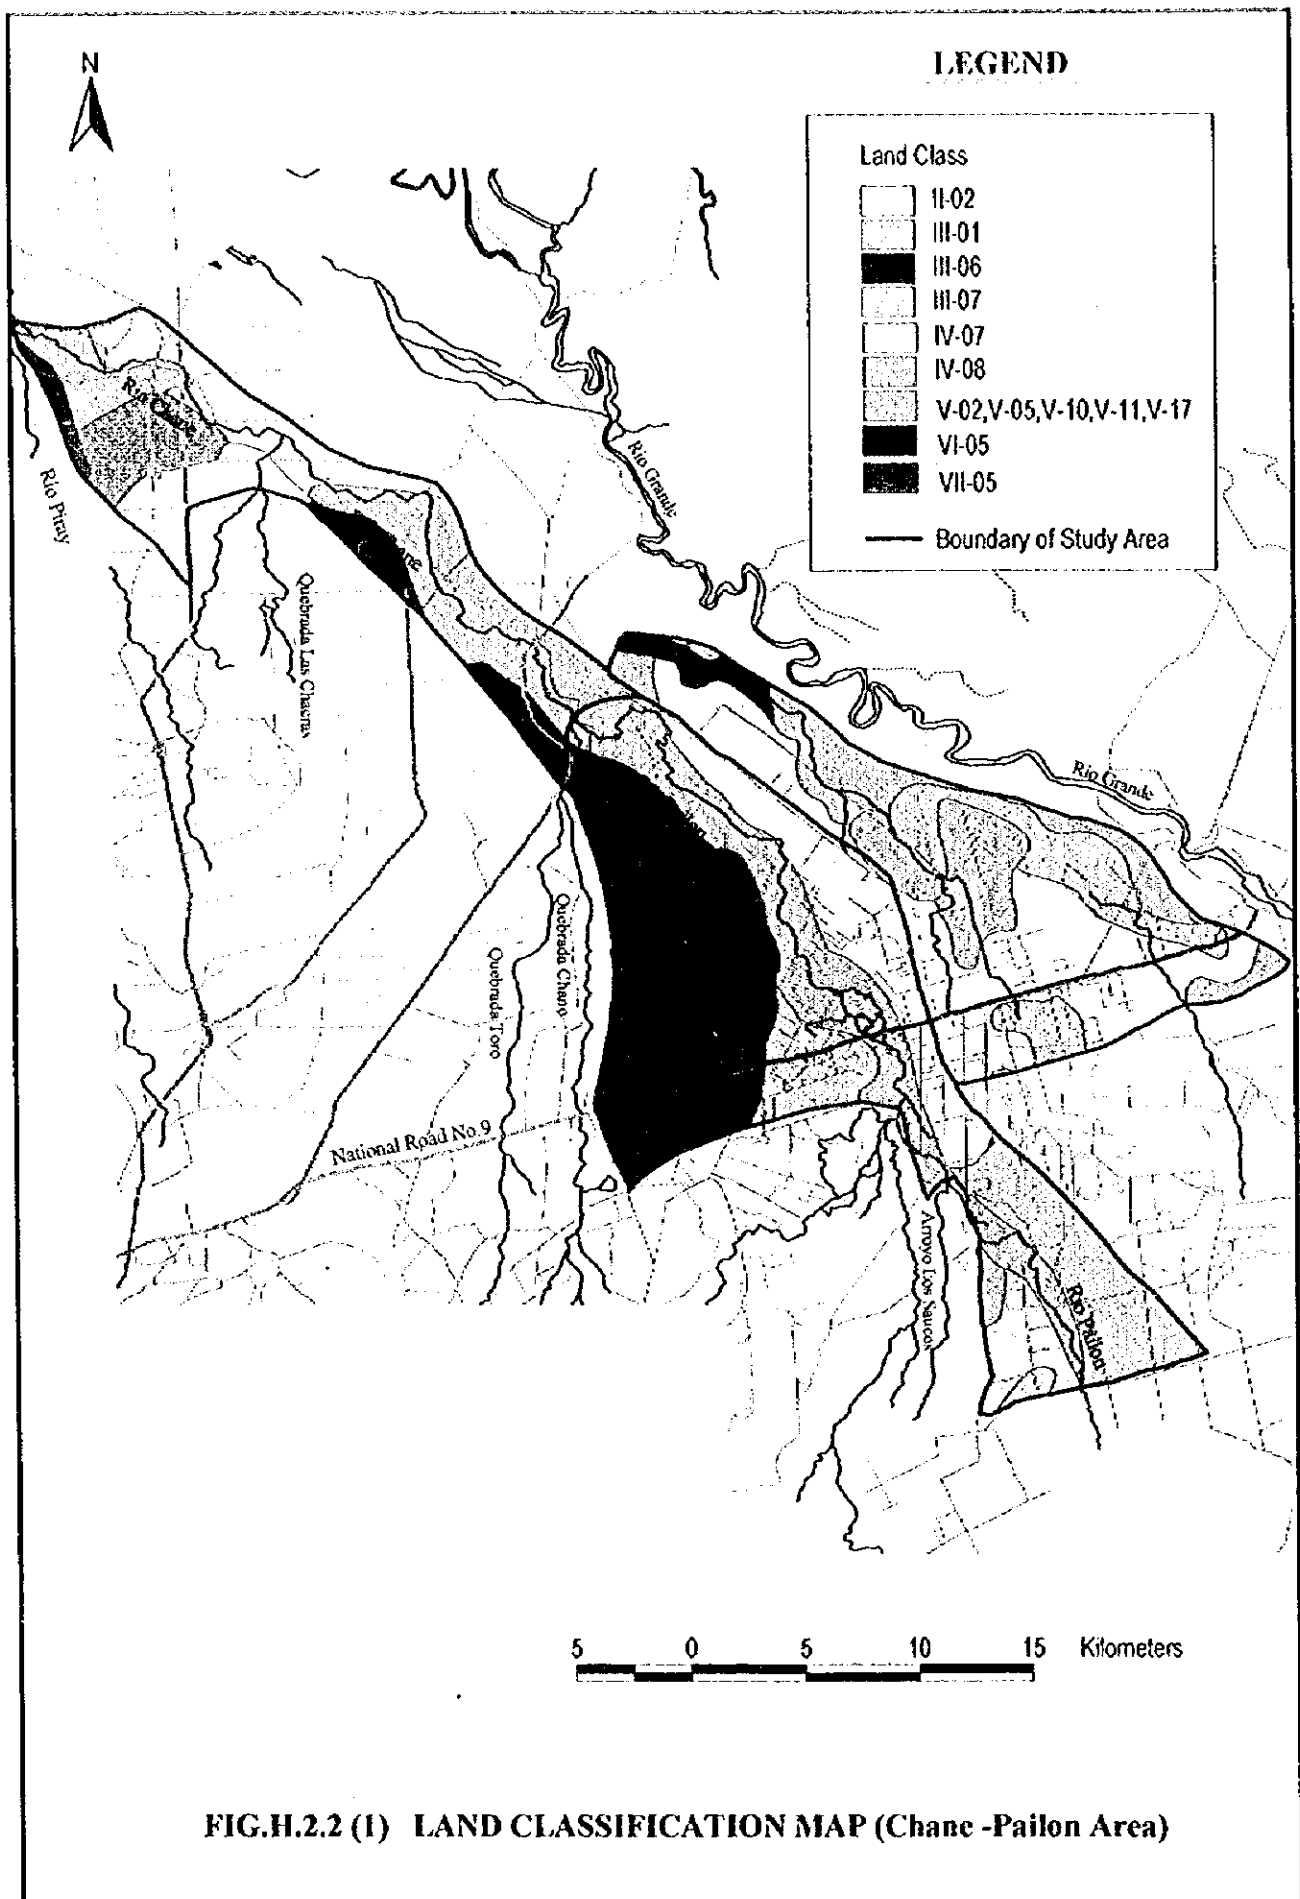 N
LEGEND
Land Class
II-02
III-01
III-06
III-07
IV-07
IV-08
V-02,V-05,V-10,V-11,V-17
VI-05
VII-05
Boundary of Study Area
Rio Grande
Rio Piray
Quebrada Las Chacras
Rio Grande
Quebrada Chane
Quebrada Toro
National Road No.9
Arroyo Los Saucos
Rio Pailon
5 0 5 10 15 Kilometers
FIG.H.2.2 (1) LAND CLASSIFICATION MAP (Chane -Pailon Area)